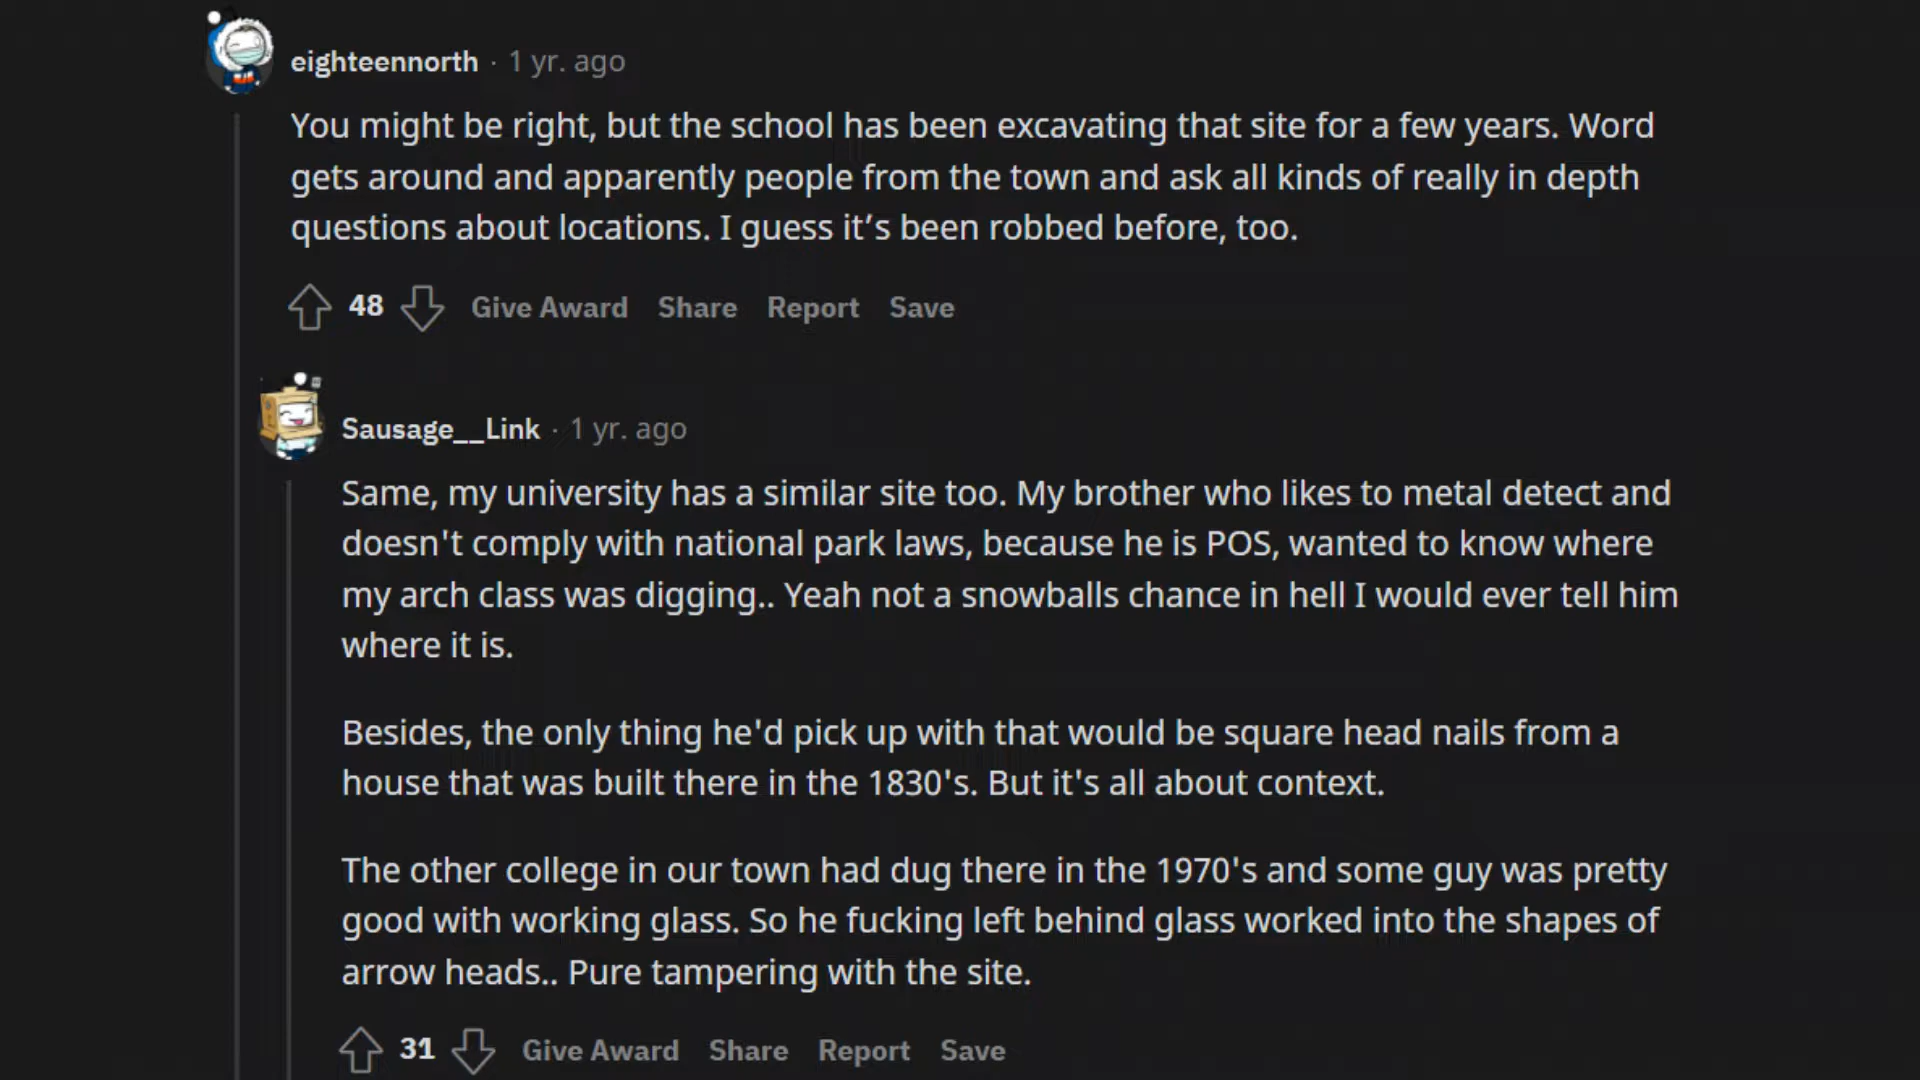 eighteennorth · 1 yr. ago
You might be right, but the school has been excavating that site for a few years. Word
gets around and apparently people from the town and ask all kinds of really in depth
questions about locations. I guess it’s been robbed before, too.
48 Give Award Share Report Save
Sausage__Link · 1 yr. ago
Same, my university has a similar site too. My brother who likes to metal detect and
doesn't comply with national park laws, because he is POS, wanted to know where
my arch class was digging.. Yeah not a snowballs chance in hell I would ever tell him
where it is.
Besides, the only thing he'd pick up with that would be square head nails from a
house that was built there in the 1830's. But it's all about context.
The other college in our town had dug there in the 1970's and some guy was pretty
good with working glass. So he fucking left behind glass worked into the shapes of
arrow heads.. Pure tampering with the site.
31 Give Award Share Report Save